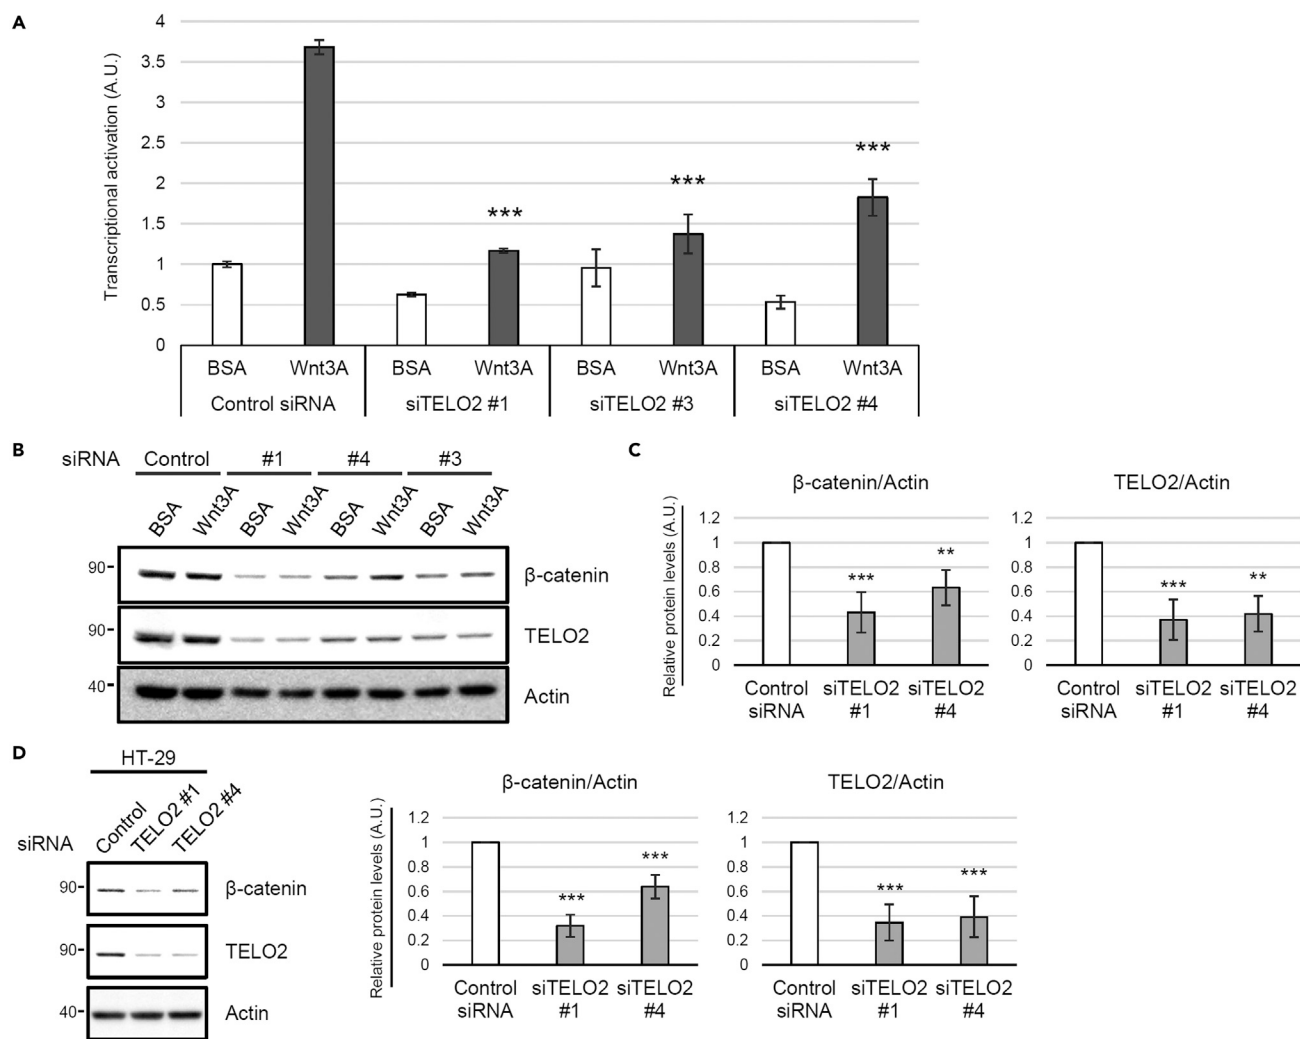 A
Transcriptional activation (A.U.)
4
3.5
3
2.5
2
1.5
1
0.5
0
***
***
***
BSA Wnt3A BSA Wnt3A BSA Wnt3A BSA Wnt3A
Control siRNA siTELO2 #1 siTELO2 #3 siTELO2 #4
B
siRNA Control #1 #4 #3
BSA Wnt3A BSA Wnt3A BSA Wnt3A BSA Wnt3A
90 β-catenin
90 TELO2
40 Actin
C
Relative protein levels (A.U.)
β-catenin/Actin
1.2
1
0.8
0.6
0.4
0.2
0
***
**
Control siRNA
siTELO2 #1
siTELO2 #4
TELO2/Actin
1.2
1
0.8
0.6
0.4
0.2
0
***
**
Control siRNA
siTELO2 #1
siTELO2 #4
D
HT-29
siRNA Control TELO2 #1 TELO2 #4
90 β-catenin
90 TELO2
40 Actin
Relative protein levels (A.U.)
β-catenin/Actin
1.2
1
0.8
0.6
0.4
0.2
0
***
***
Control siRNA
siTELO2 #1
siTELO2 #4
TELO2/Actin
1.2
1
0.8
0.6
0.4
0.2
0
***
***
Control siRNA
siTELO2 #1
siTELO2 #4